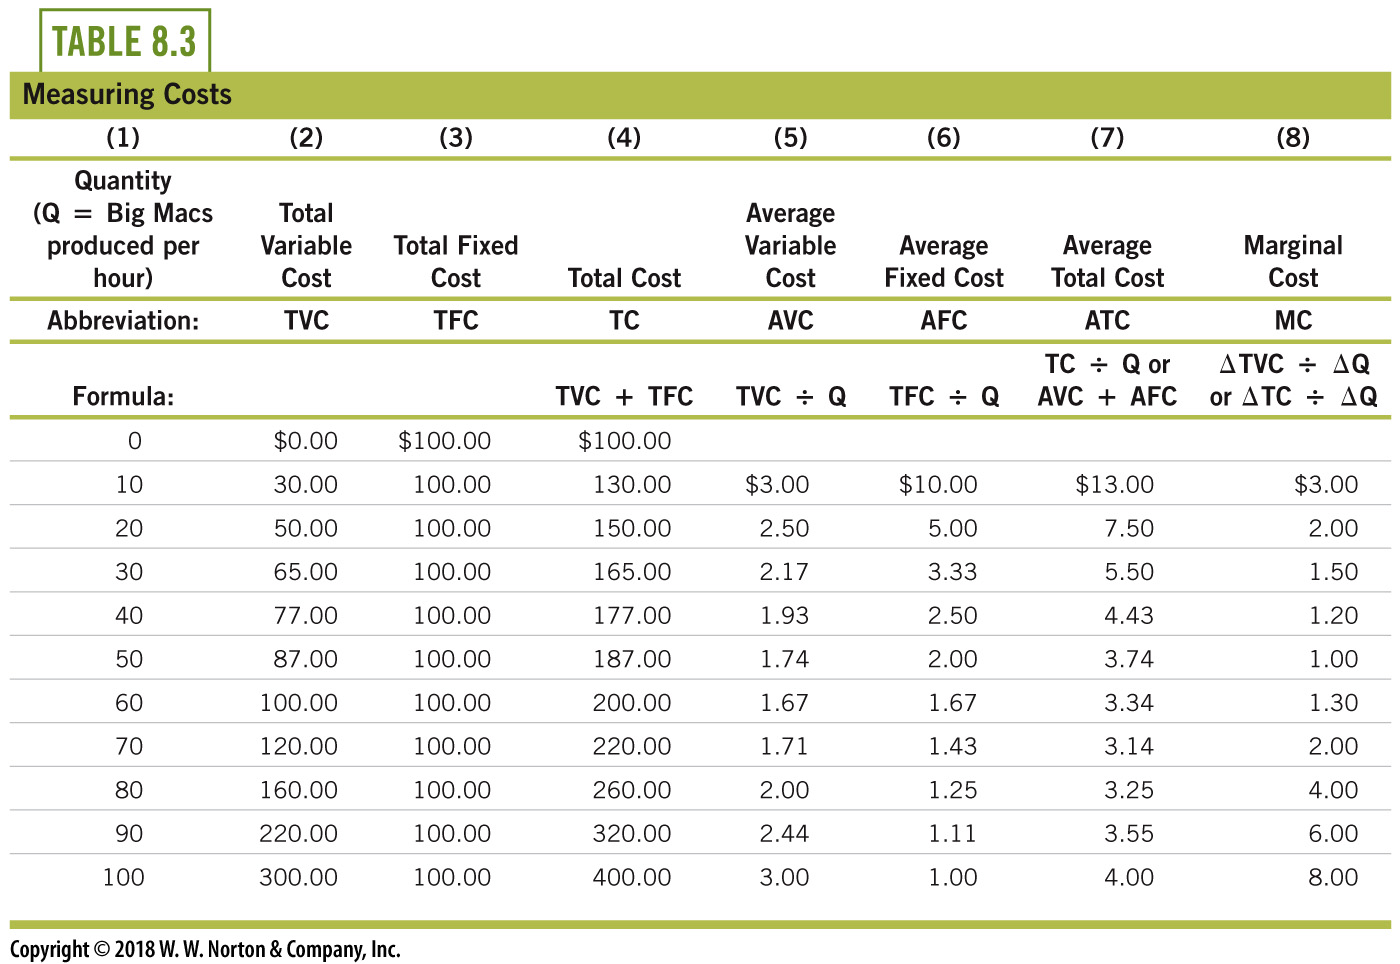 TABLE 8.3
Measuring Costs
(1) (2) (3) (4) (5) (6) (7) (8)
Quantity
(Q = Big Macs Total Average
produced per Variable Total Fixed Variable Average Average Marginal
hour) Cost Cost Total Cost Cost Fixed Cost Total Cost Cost
Abbreviation: TVC TFC TC AVC AFC ATC MC
TC ÷ Q or ΔTVC ÷ ΔQ
Formula: TVC + TFC TVC ÷ Q TFC ÷ Q AVC + AFC or ΔTC ÷ ΔQ
0 $0.00 $100.00 $100.00
10 30.00 100.00 130.00 $3.00 $10.00 $13.00 $3.00
20 50.00 100.00 150.00 2.50 5.00 7.50 2.00
30 65.00 100.00 165.00 2.17 3.33 5.50 1.50
40 77.00 100.00 177.00 1.93 2.50 4.43 1.20
50 87.00 100.00 187.00 1.74 2.00 3.74 1.00
60 100.00 100.00 200.00 1.67 1.67 3.34 1.30
70 120.00 100.00 220.00 1.71 1.43 3.14 2.00
80 160.00 100.00 260.00 2.00 1.25 3.25 4.00
90 220.00 100.00 320.00 2.44 1.11 3.55 6.00
100 300.00 100.00 400.00 3.00 1.00 4.00 8.00
Copyright © 2018 W. W. Norton & Company, Inc.